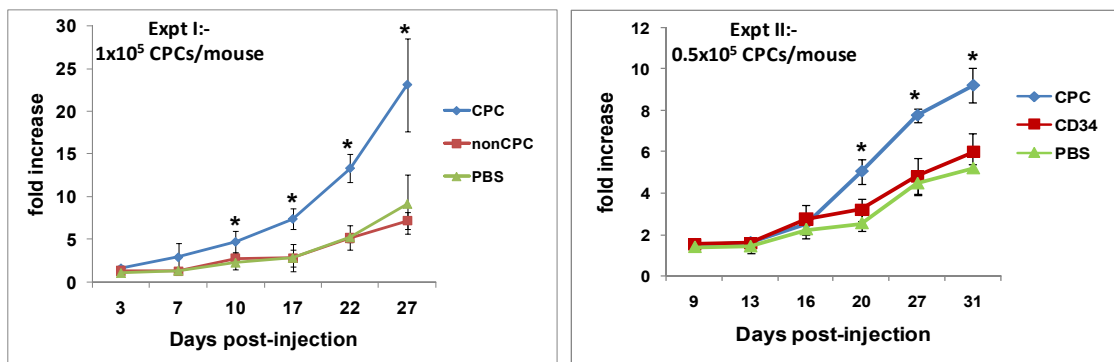 Expt I:-
1x10⁵ CPCs/mouse
fold increase
30
25
20
15
10
5
0
*
*
*
*
*
CPC
nonCPC
PBS
3 7 10 17 22 27
Days post-injection
Expt II:-
0.5x10⁵ CPCs/mouse
fold increase
12
10
8
6
4
2
0
*
*
*
CPC
CD34
PBS
9 13 16 20 27 31
Days post-injection